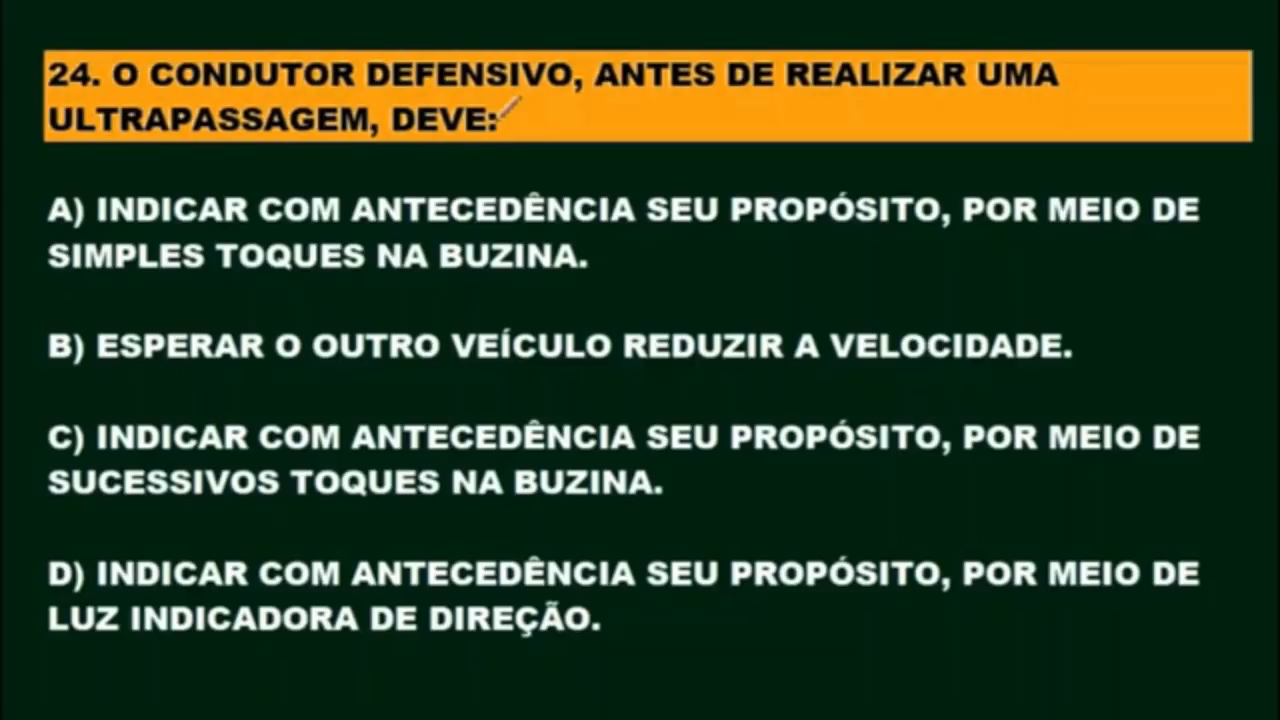 24. O CONDUTOR DEFENSIVO, ANTES DE REALIZAR UMA
ULTRAPASSAGEM, DEVE:
A) INDICAR COM ANTECEDÊNCIA SEU PROPÓSITO, POR MEIO DE
SIMPLES TOQUES NA BUZINA.
B) ESPERAR O OUTRO VEÍCULO REDUZIR A VELOCIDADE.
C) INDICAR COM ANTECEDÊNCIA SEU PROPÓSITO, POR MEIO DE
SUCESSIVOS TOQUES NA BUZINA.
D) INDICAR COM ANTECEDÊNCIA SEU PROPÓSITO, POR MEIO DE
LUZ INDICADORA DE DIREÇÃO.